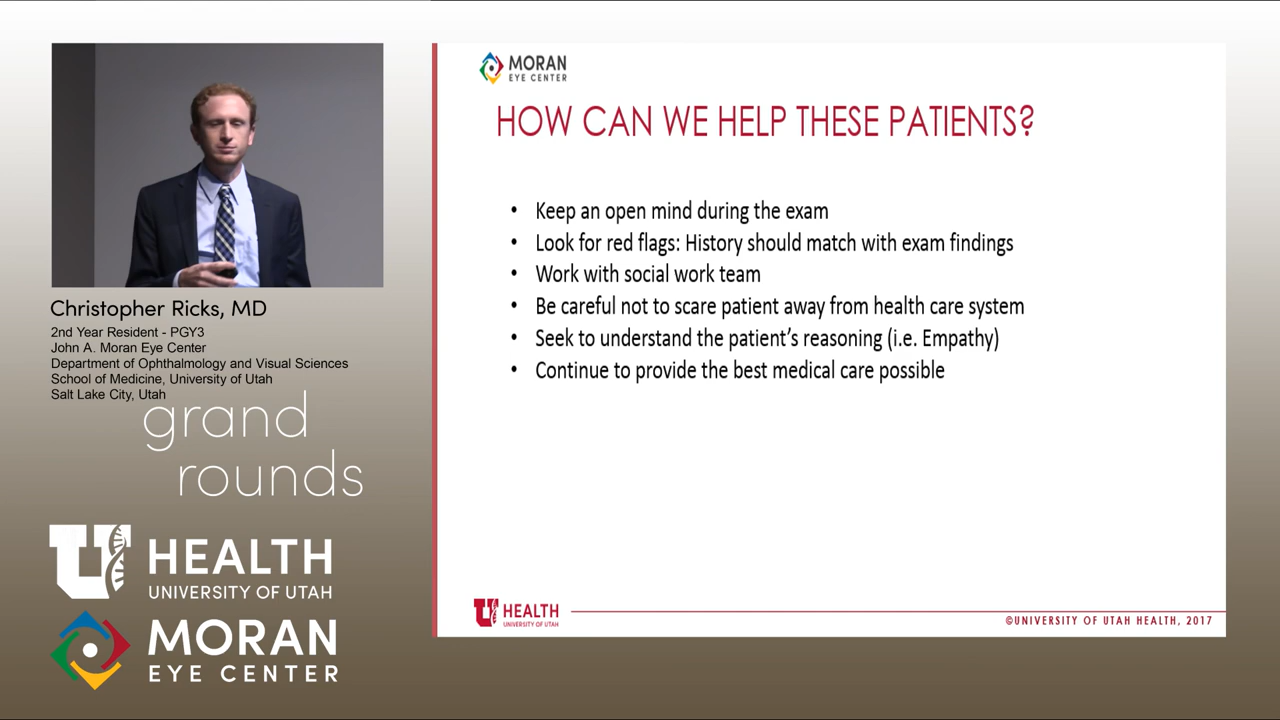 Christopher Ricks, MD
2nd Year Resident - PGY3
John A. Moran Eye Center
Department of Ophthalmology and Visual Sciences
School of Medicine, University of Utah
Salt Lake City, Utah
grand
rounds
U HEALTH
UNIVERSITY OF UTAH
MORAN
EYE CENTER
MORAN
EYE CENTER
HOW CAN WE HELP THESE PATIENTS?
• Keep an open mind during the exam
• Look for red flags: History should match with exam findings
• Work with social work team
• Be careful not to scare patient away from health care system
• Seek to understand the patient's reasoning (i.e. Empathy)
• Continue to provide the best medical care possible
U HEALTH
UNIVERSITY OF UTAH
©UNIVERSITY OF UTAH HEALTH, 2017